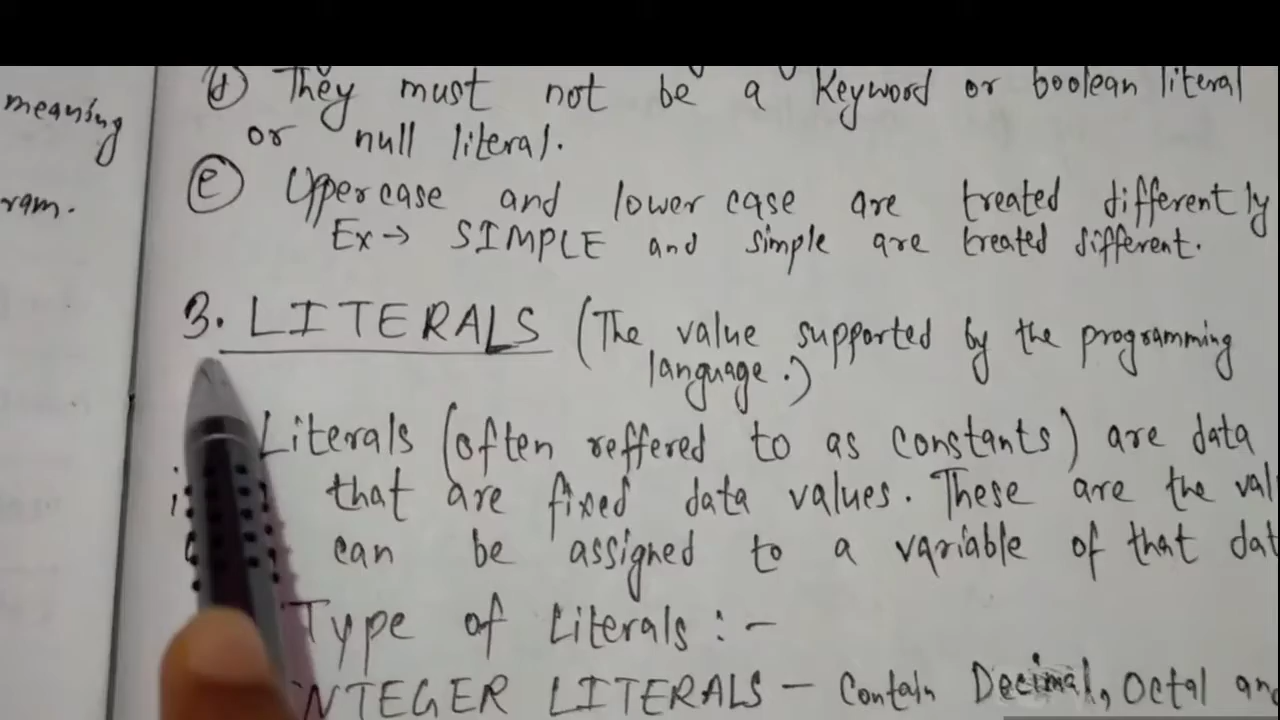 meaning
ram.
(d) They must not be a keyword or boolean literal
or null literal.
(e) Uppercase and lower case are treated differently
Ex → SIMPLE and simple are treated different.
3. LITERALS (The value supported by the programming
language.)
Literals (often reffered to as constants) are data
that are fixed data values. These are the val
can be assigned to a variable of that dat
Type of Literals : -
NTEGER LITERALS - Contain Decimal, Octal an